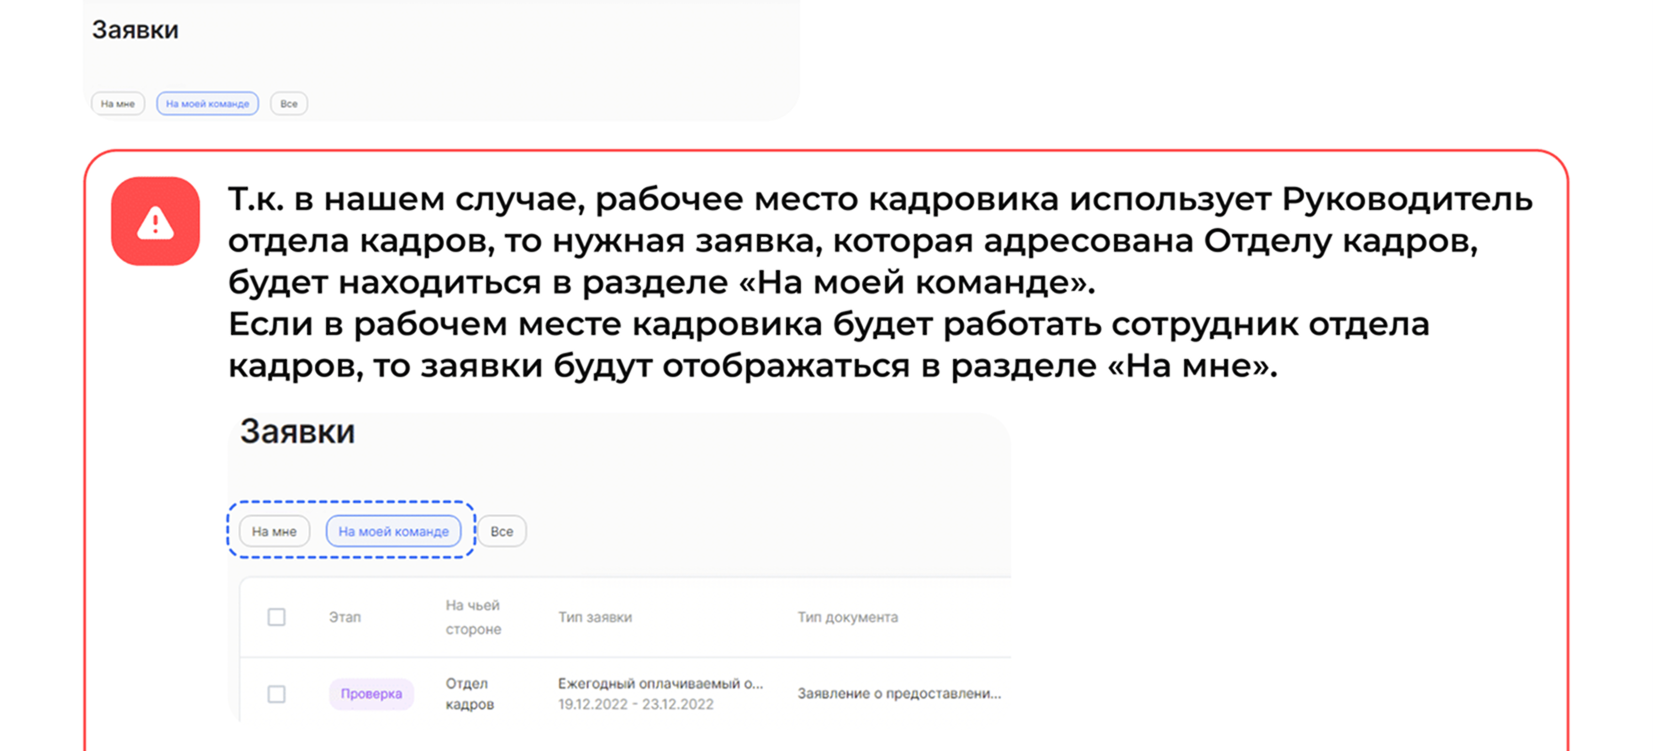 Заявки
На мне На моей команде Все
Т.к. в нашем случае, рабочее место кадровика использует Руководитель
отдела кадров, то нужная заявка, которая адресована Отделу кадров,
будет находиться в разделе «На моей команде».
Если в рабочем месте кадровика будет работать сотрудник отдела
кадров, то заявки будут отображаться в разделе «На мне».
Заявки
На мне На моей команде Все
Этап На чьей стороне Тип заявки Тип документа
Проверка Отдел кадров Ежегодный оплачиваемый о... Заявление о предоставлени...
19.12.2022 - 23.12.2022